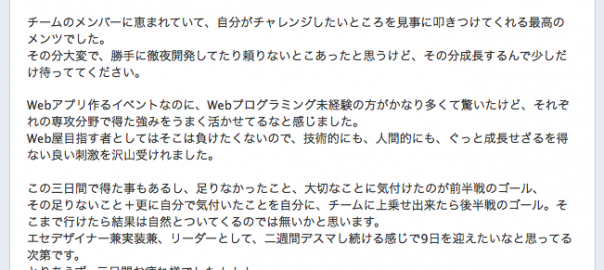 チームのメンバーに恵まれていて、自分がチャレンジしたいところを見事に叩きつけてくれる最高の
メンツでした。
その分大変で、勝手に徹夜開発してたり頼りないとこあったと思うけど、その分成長するんで少しだ
け待っててください。
Webアプリ作るイベントなのに、Webプログラミング未経験の方がかなり多くて驚いたけど、それぞ
れの専攻分野で得た強みをうまく活かせてるなと感じました。
Web屋目指す者としてはそこは負けたくないので、技術的にも、人間的にも、ぐっと成長せざるを得
ない良い刺激を沢山受けれました。
この三日間で得た事もあるし、足りなかったこと、大切なことに気付けたのが前半戦のゴール、
その足りないこと＋更に自分で気付いたことを自分に、チームに上乗せ出来たら後半戦のゴール。そ
こまで行けたら結果は自然とついてくるのでは無いかと思います。
エセデザイナー兼実装兼、リーダーとして、二週間デスマし続ける感じで9日を迎えたいなと思ってる
次第です。
とりあえず、三日間お疲れ様でした！！！